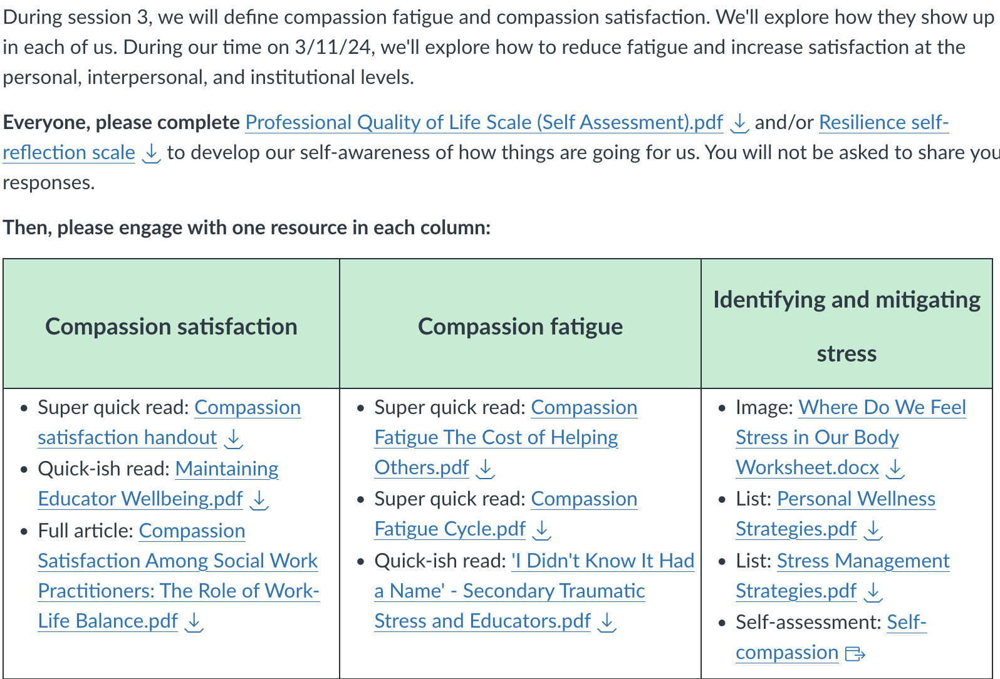 During session 3, we will define compassion fatigue and compassion satisfaction. We'll explore how they show up
in each of us. During our time on 3/11/24, we'll explore how to reduce fatigue and increase satisfaction at the
personal, interpersonal, and institutional levels.
Everyone, please complete Professional Quality of Life Scale (Self Assessment).pdf and/or Resilience self-
reflection scale to develop our self-awareness of how things are going for us. You will not be asked to share you
responses.
Then, please engage with one resource in each column:
Compassion satisfaction
Compassion fatigue
Identifying and mitigating
stress
• Super quick read: Compassion
satisfaction handout
• Quick-ish read: Maintaining
Educator Wellbeing.pdf
• Full article: Compassion
Satisfaction Among Social Work
Practitioners: The Role of Work-
Life Balance.pdf
• Super quick read: Compassion
Fatigue The Cost of Helping
Others.pdf
• Super quick read: Compassion
Fatigue Cycle.pdf
• Quick-ish read: 'I Didn't Know It Had
a Name' - Secondary Traumatic
Stress and Educators.pdf
• Image: Where Do We Feel
Stress in Our Body
Worksheet.docx
• List: Personal Wellness
Strategies.pdf
• List: Stress Management
Strategies.pdf
• Self-assessment: Self-
compassion